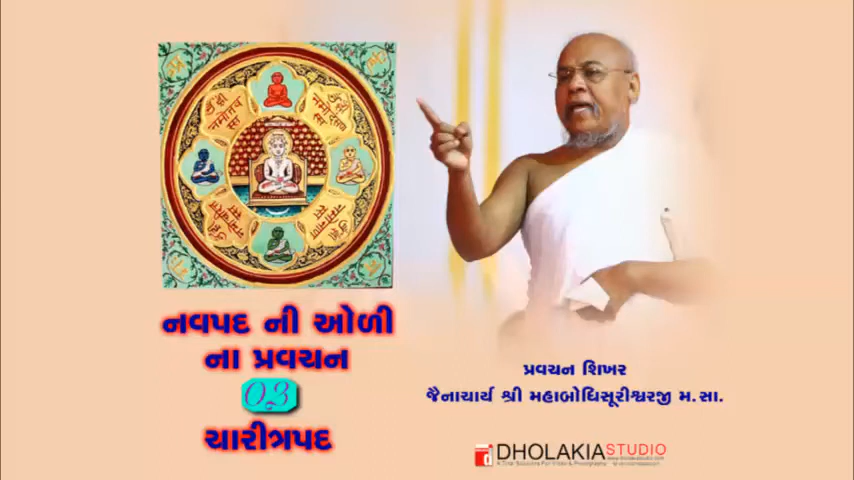 નવપદ ની ઓળી
ના પ્રવચન
03
ચારીત્રપદ
પ્રવચન શિખર
જૈનાચાર્ય શ્રી મહાબોધિસૂરીશ્વરજી મ.સા.
DHOLAKIA STUDIO